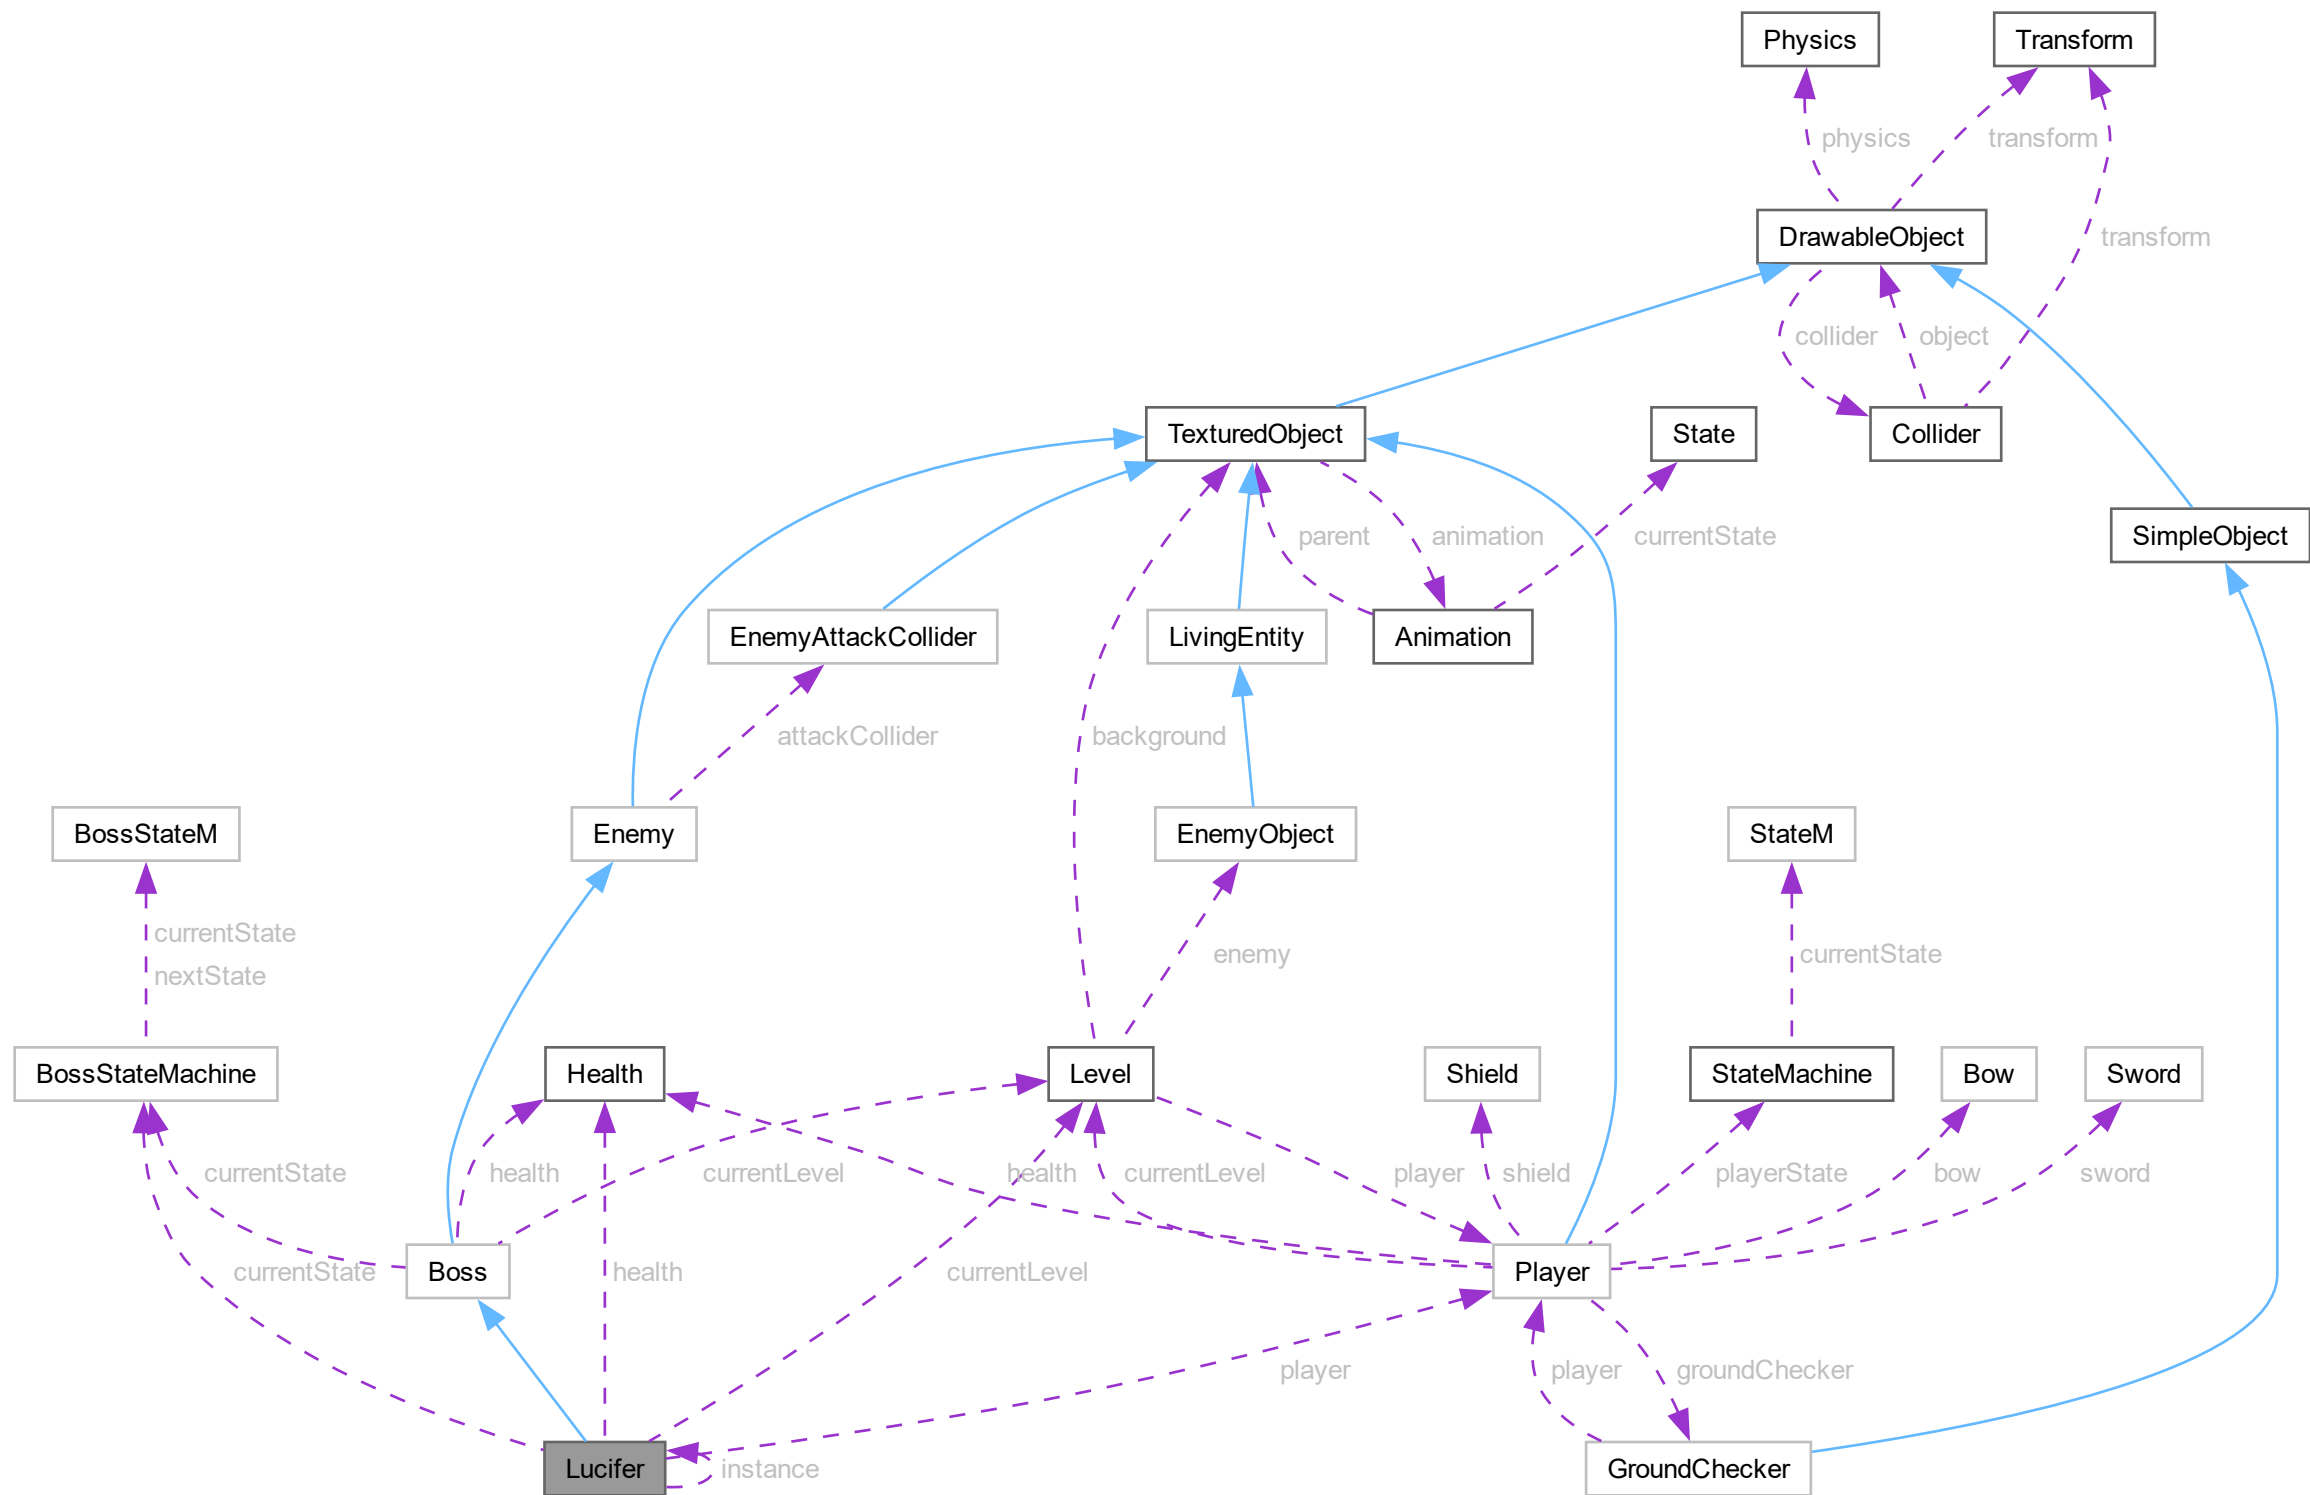 Physics
Transform
physics
transform
DrawableObject
transform
collider
object
TexturedObject
State
Collider
parent
animation
currentState
SimpleObject
EnemyAttackCollider
LivingEntity
Animation
attackCollider
background
BossStateM
Enemy
EnemyObject
StateM
currentState
nextState
enemy
currentState
BossStateMachine
Health
Level
Shield
StateMachine
Bow
Sword
currentState
health
currentLevel
health
currentLevel
player
shield
playerState
bow
sword
currentState
Boss
health
currentLevel
Player
player
player
groundChecker
Lucifer
instance
GroundChecker